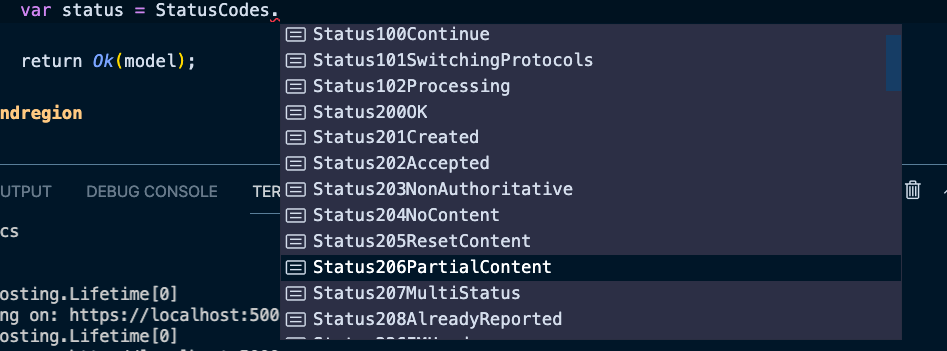 var status = StatusCodes.
Status100Continue
Status101SwitchingProtocols
return Ok(model);
Status102Processing
Status200OK
ndregion
Status201Created
Status202Accepted
UTPUT DEBUG CONSOLE TER
Status203NonAuthoritative
Status204NoContent
cs
Status205ResetContent
Status206PartialContent
osting.Lifetime[0]
Status207MultiStatus
ng on: https://localhost:500
Status208AlreadyReported
osting.Lifetime[0]